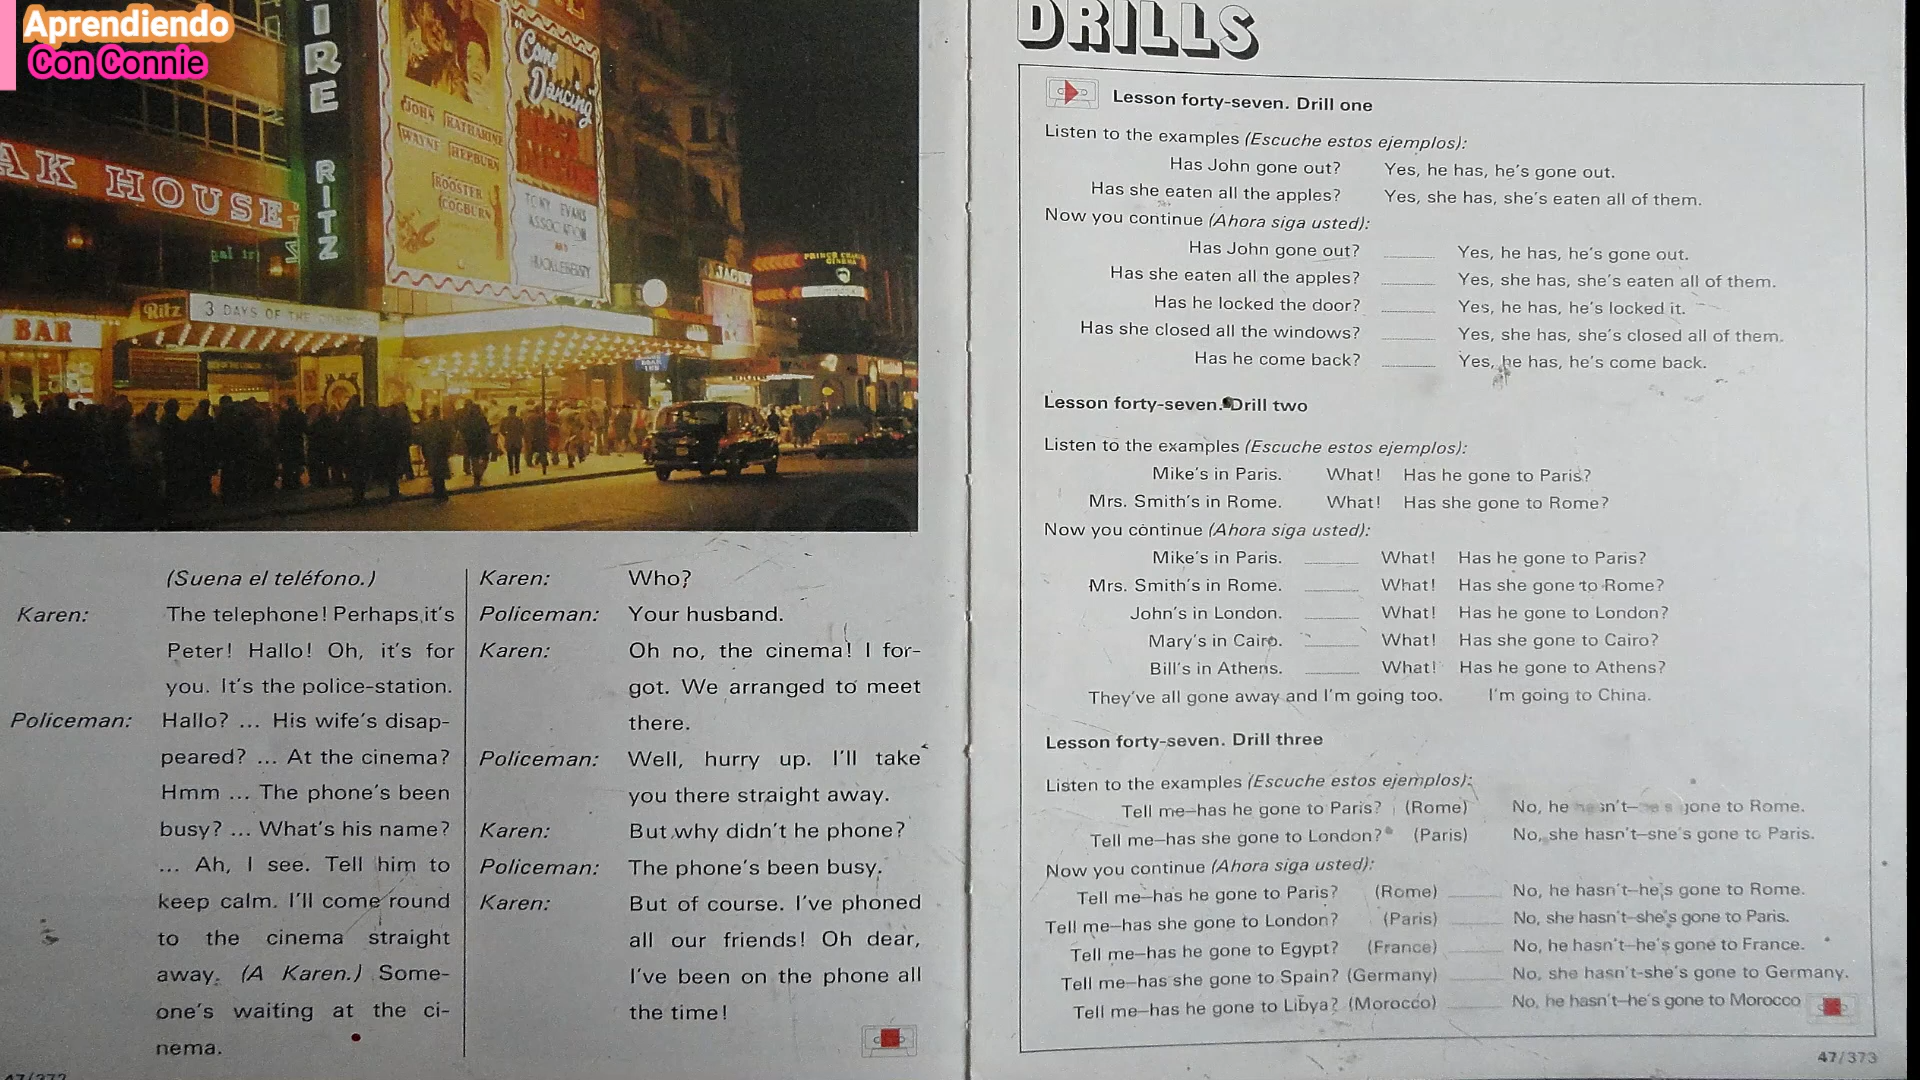 Aprendiendo
Con Connie
IRE
RITZ
AK HOUSE
BAR
Ritz
3 DAYS OF THE
JOHN WAYNE
KATHARINE HEPBURN
ROOSTER COGBURN
"Come Dancing"
TONY EVANS
ASSOCIATION
HUCKLEBERRY
(Suena el teléfono.)
Karen: The telephone! Perhaps it's
Peter! Hallo! Oh, it's for
you. It's the police-station.
Policeman: Hallo? ... His wife's disap-
peared? ... At the cinema?
Hmm ... The phone's been
busy? ... What's his name?
... Ah, I see. Tell him to
keep calm. I'll come round
to the cinema straight
away. (A Karen.) Some-
one's waiting at the ci-
nema.
Karen: Who?
Policeman: Your husband.
Karen: Oh no, the cinema! I for-
got. We arranged to meet
there.
Policeman: Well, hurry up. I'll take
you there straight away.
Karen: But why didn't he phone?
Policeman: The phone's been busy.
Karen: But of course. I've phoned
all our friends! Oh dear,
I've been on the phone all
the time!
DRILLS
Lesson forty-seven. Drill one
Listen to the examples (Escuche estos ejemplos):
Has John gone out? Yes, he has, he's gone out.
Has she eaten all the apples? Yes, she has, she's eaten all of them.
Now you continue (Ahora siga usted):
Has John gone out? Yes, he has, he's gone out.
Has she eaten all the apples? Yes, she has, she's eaten all of them.
Has he locked the door? Yes, he has, he's locked it.
Has she closed all the windows? Yes, she has, she's closed all of them.
Has he come back? Yes, he has, he's come back.
Lesson forty-seven. Drill two
Listen to the examples (Escuche estos ejemplos):
Mike's in Paris. What! Has he gone to Paris?
Mrs. Smith's in Rome. What! Has she gone to Rome?
Now you continue (Ahora siga usted):
Mike's in Paris. What! Has he gone to Paris?
Mrs. Smith's in Rome. What! Has she gone to Rome?
John's in London. What! Has he gone to London?
Mary's in Cairo. What! Has she gone to Cairo?
Bill's in Athens. What! Has he gone to Athens?
They've all gone away and I'm going too. I'm going to China.
Lesson forty-seven. Drill three
Listen to the examples (Escuche estos ejemplos):
Tell me—has he gone to Paris? (Rome) No, he hasn't—he's gone to Rome.
Tell me—has she gone to London? (Paris) No, she hasn't—she's gone to Paris.
Now you continue (Ahora siga usted):
Tell me—has he gone to Paris? (Rome) No, he hasn't—he's gone to Rome.
Tell me—has she gone to London? (Paris) No, she hasn't—she's gone to Paris.
Tell me—has he gone to Egypt? (France) No, he hasn't—he's gone to France.
Tell me—has she gone to Spain? (Germany) No, she hasn't-she's gone to Germany.
Tell me—has he gone to Libya? (Morocco) No, he hasn't—he's gone to Morocco
47/373